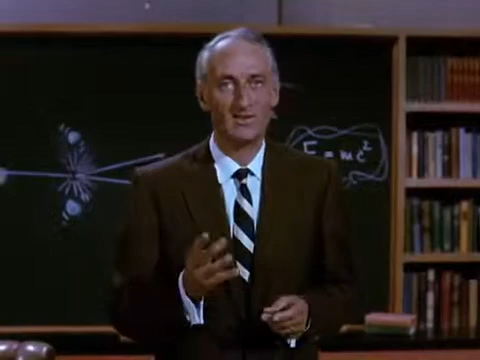 E = mc²